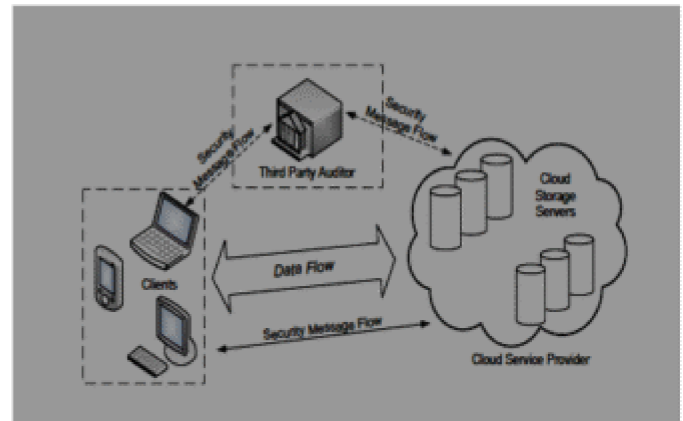 Security
Message Flow
Security
Message Flow
Third Party Auditor
Cloud
Storage
Servers
Clients
Data Flow
Security Message Flow
Cloud Service Provider